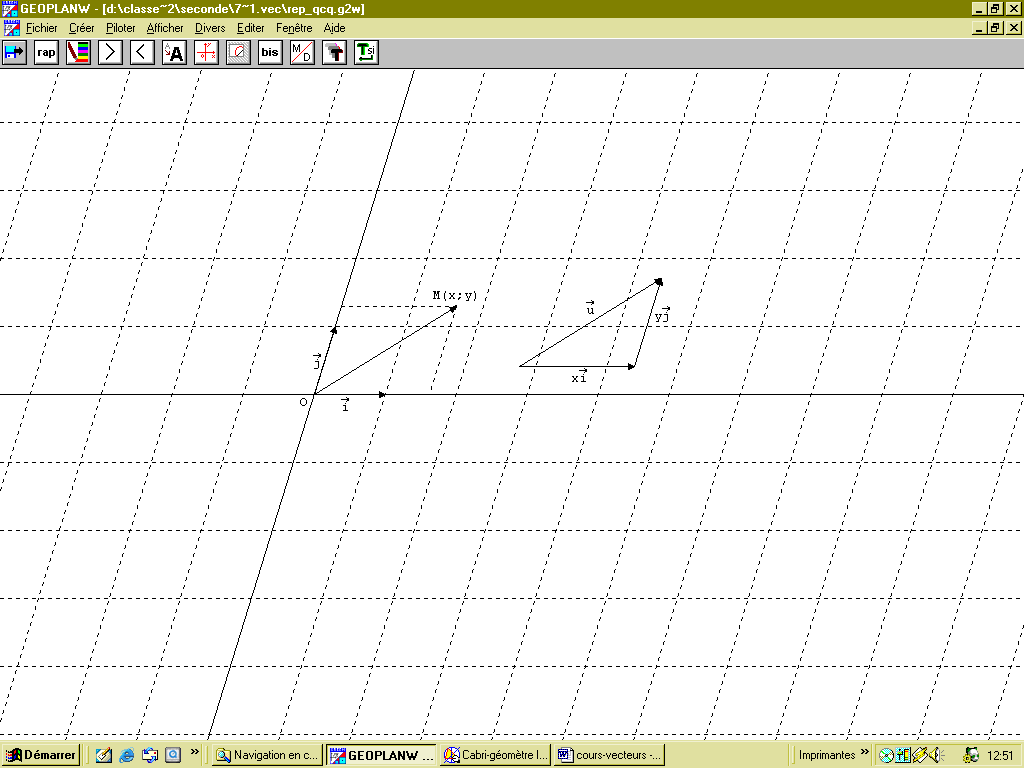 GEOPLANW - [d:\classe~2\seconde\7~1.vec\rep_qcq.g2w]
Fichier Créer Piloter Afficher Divers Editer Fenêtre Aide
rap A bis M/D T Tsi
M(x;y)
u
yj
j
xi
O
i
Démarrer » Navigation en c... GEOPLANW ... Cabri-géomètre I... cours-vecteurs -... Imprimantes » 12:51